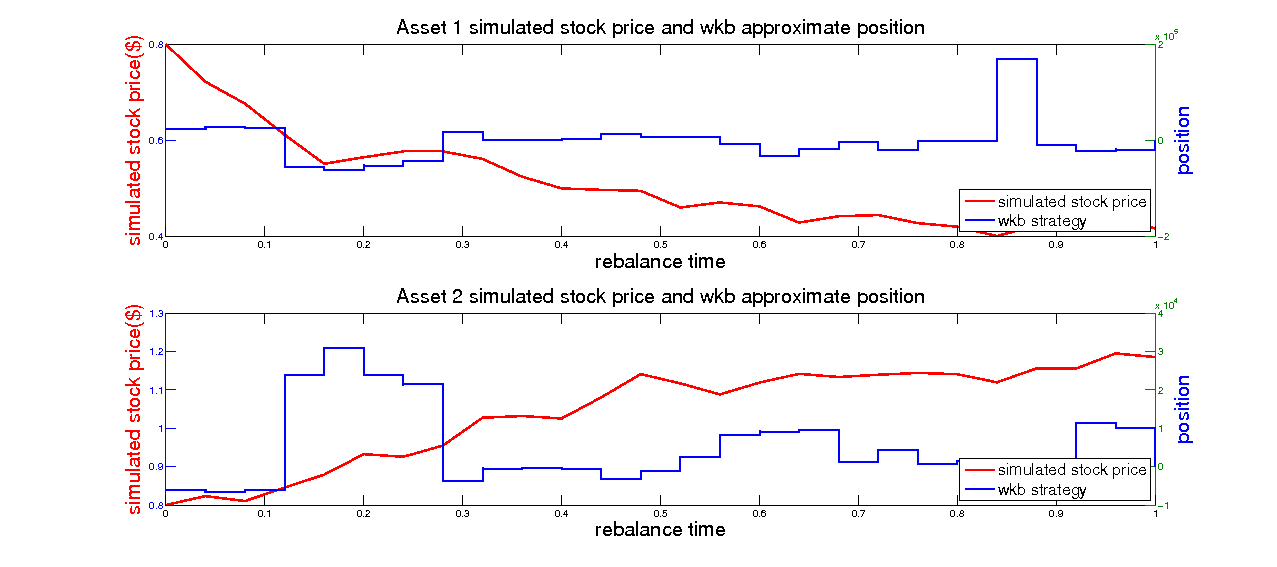 Asset 1 simulated stock price and wkb approximate position
x 10^5
simulated stock price($)
0.8
0.6
0.4
2
0
-2
position
simulated stock price
wkb strategy
0 0.1 0.2 0.3 0.4 0.5 0.6 0.7 0.8 0.9 1
rebalance time
Asset 2 simulated stock price and wkb approximate position
x 10^4
simulated stock price($)
1.3
1.2
1.1
1
0.9
0.8
4
3
2
1
0
-1
position
simulated stock price
wkb strategy
0 0.1 0.2 0.3 0.4 0.5 0.6 0.7 0.8 0.9 1
rebalance time